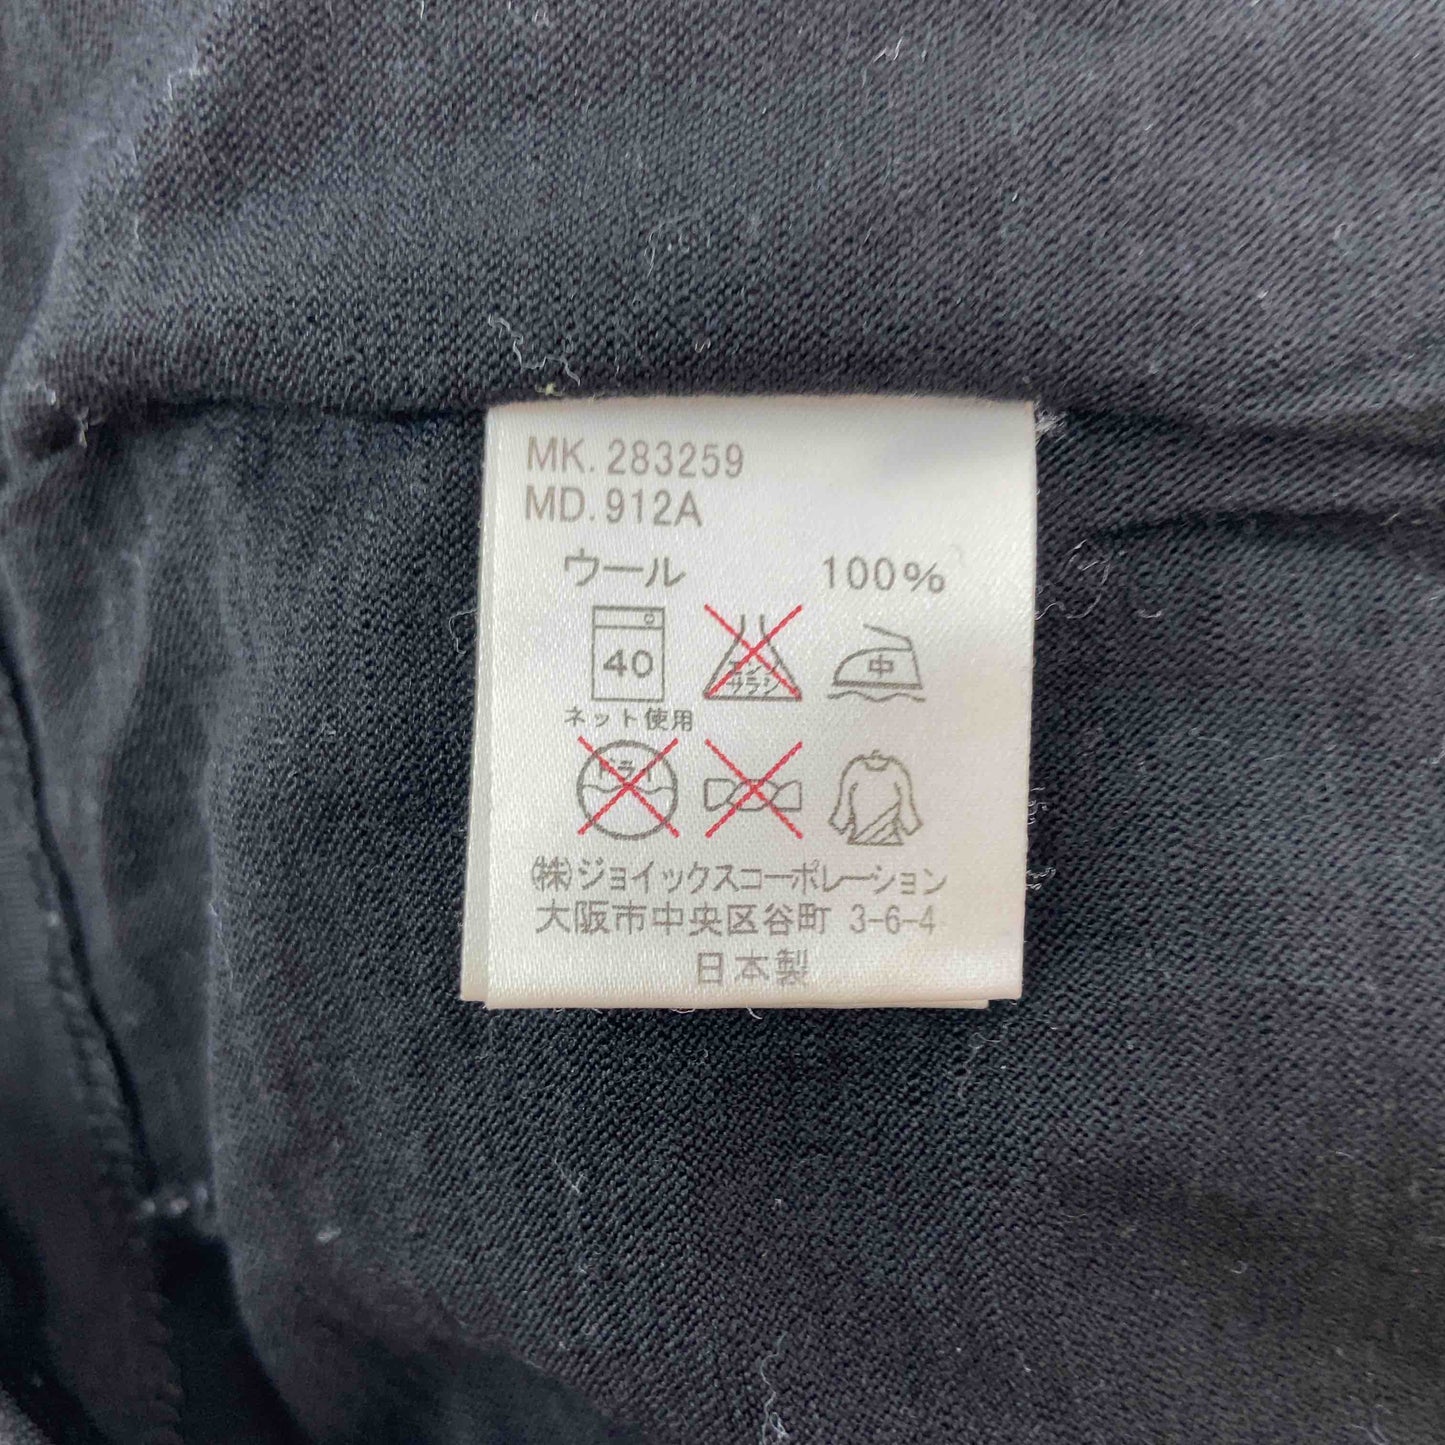 MK. 283259
MD. 912A
ウール 100%
40
エンソ
サラシ
中
ネット使用
ドライ
(株)ジョイックスコーポレーション
大阪市中央区谷町 3-6-4
日本製